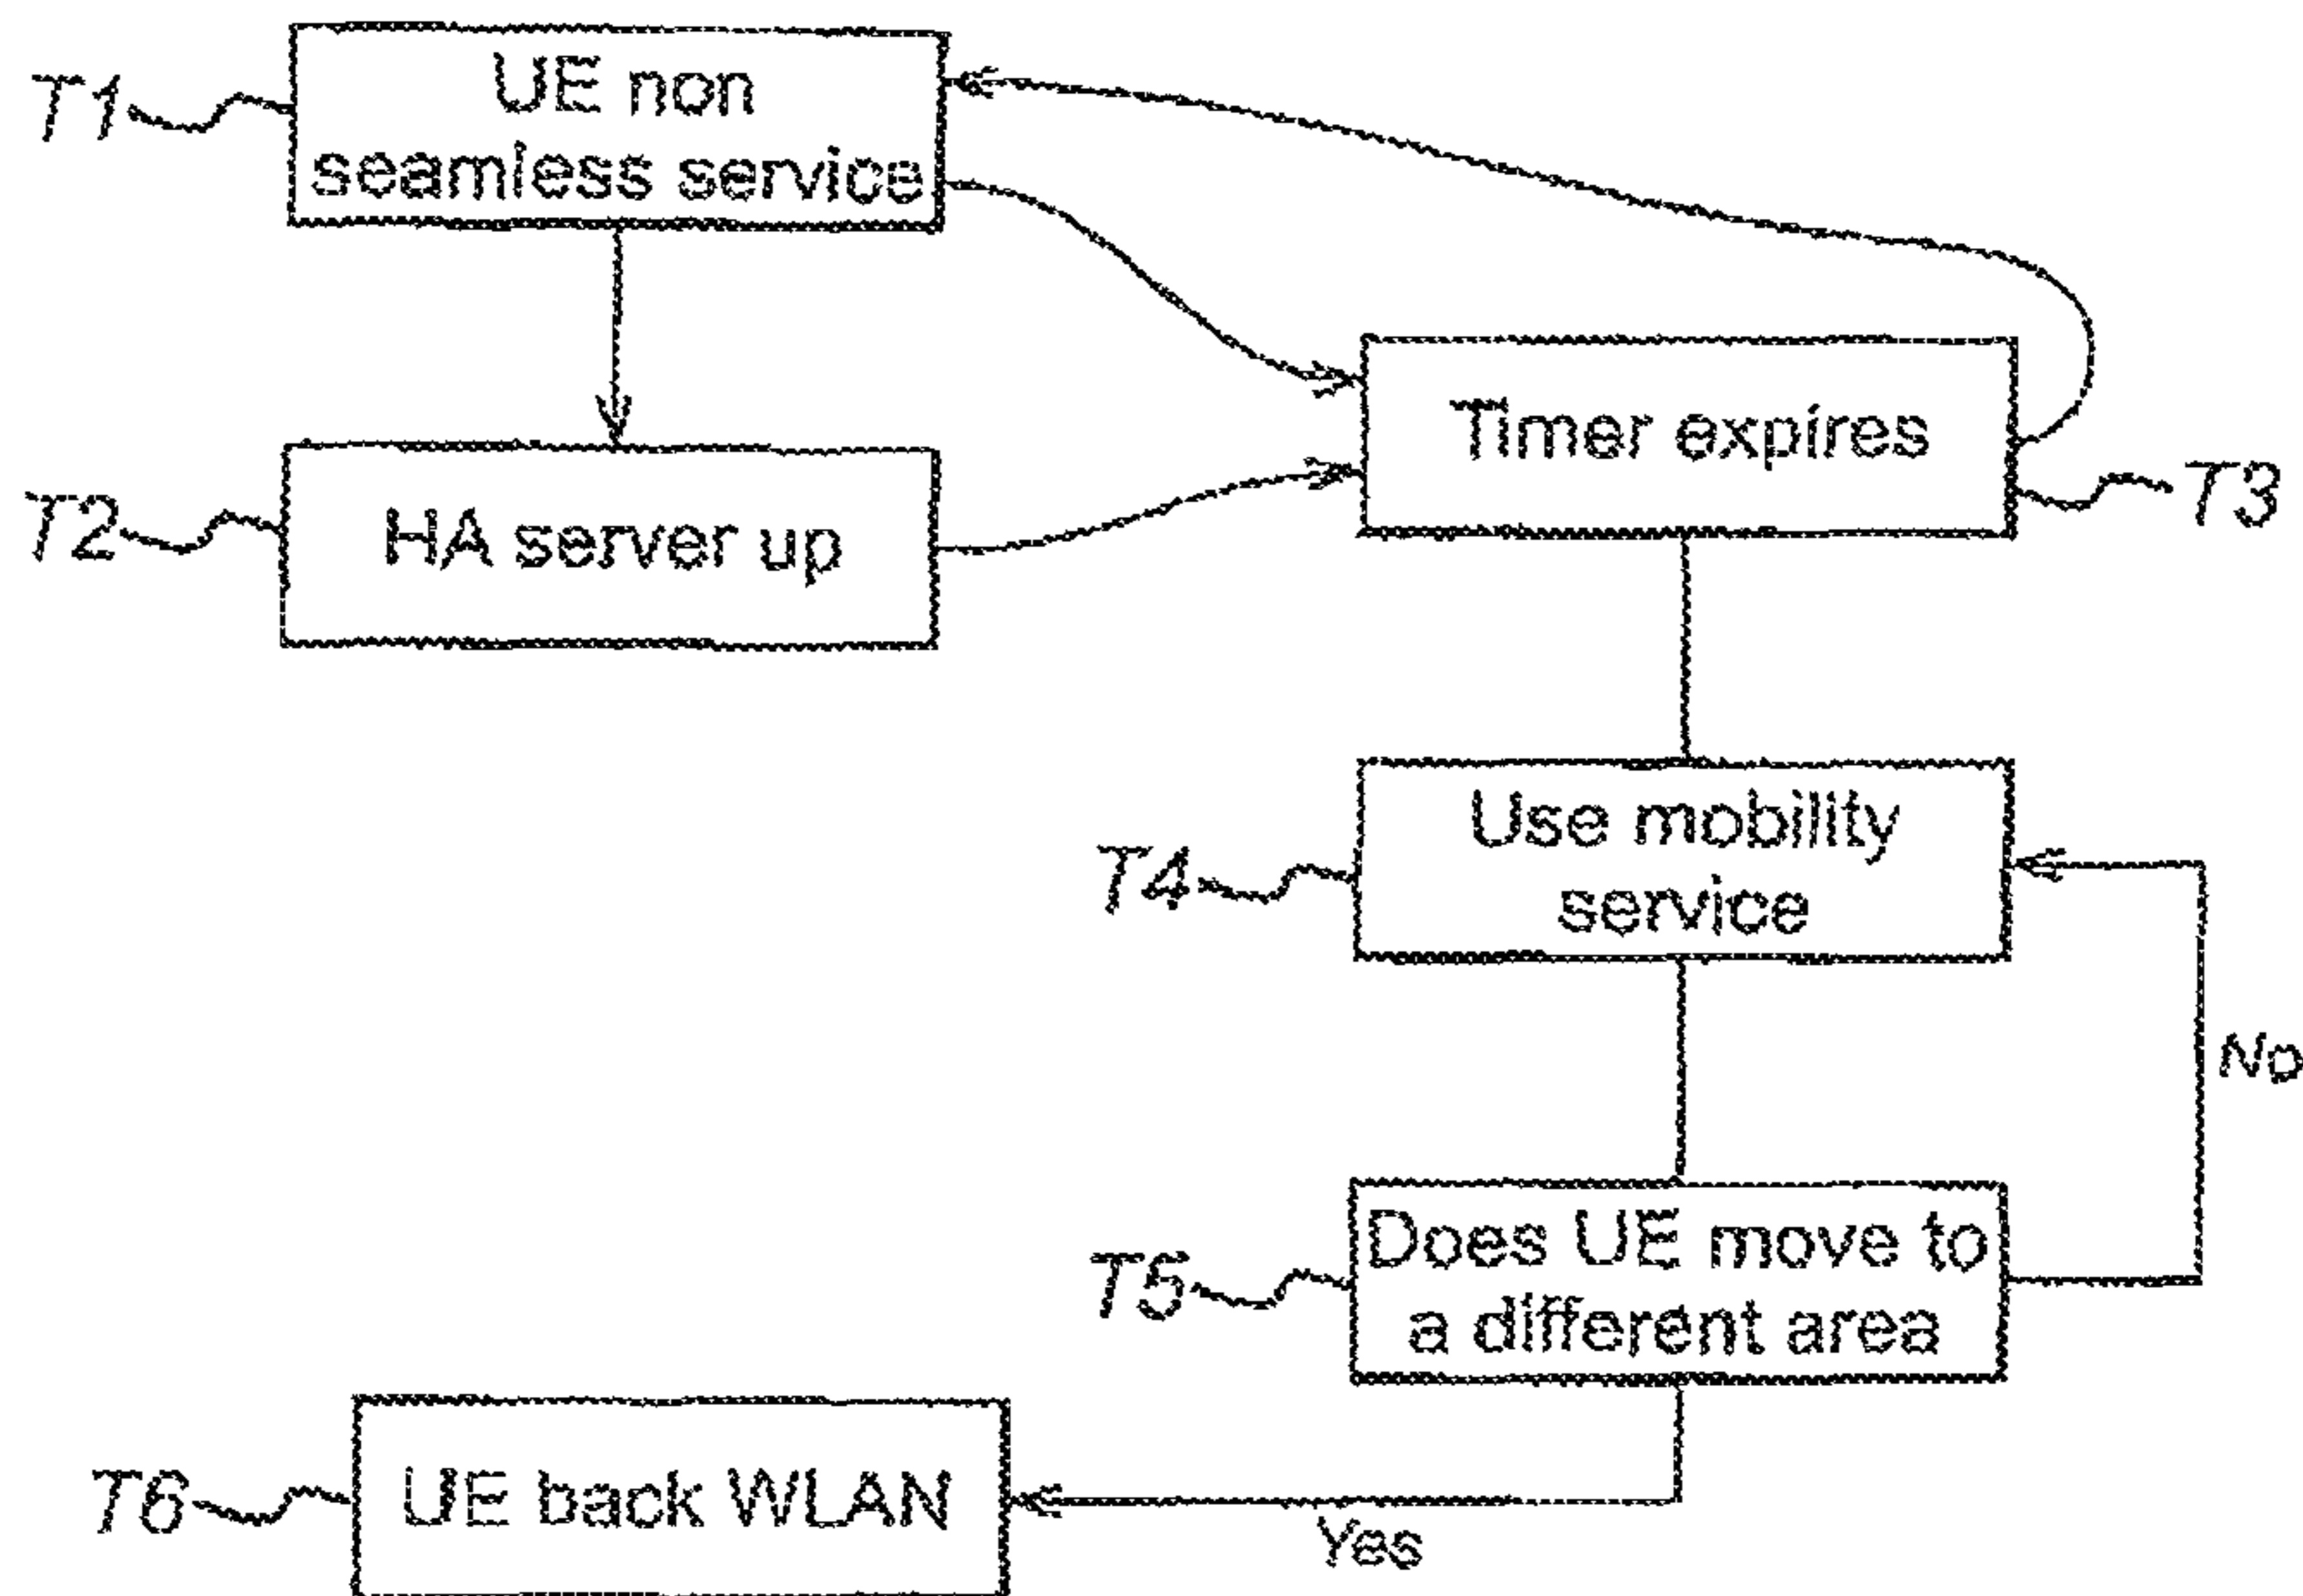 T1
UE non
seamless service
Timer expires
T3
T2
HA server up
T4
Use mobility
service
No
T5
Does UE move to
a different area
T6
UE back WLAN
Yes